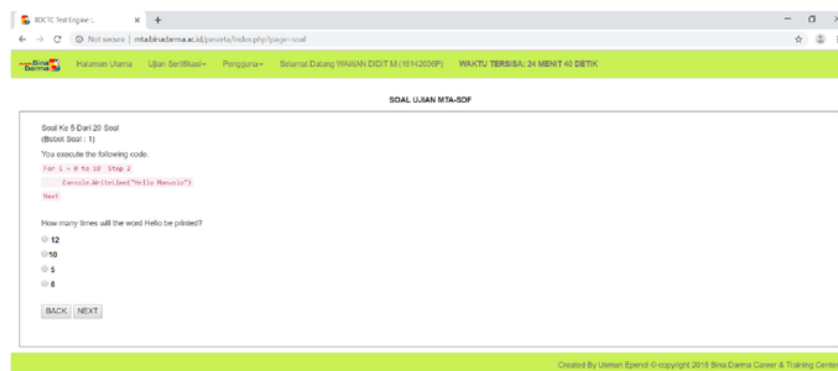 BDCTC Test Engine :.
Not secure | mta.binadarma.ac.id/peserta/index.php?page=soal
Bina Darma Halaman Utama Ujian Sertifikasi Pengguna Selamat Datang WAWAN DIDIT M (16142036P) WAKTU TERSISA: 24 MENIT 40 DETIK
SOAL UJIAN MTA-SDF
Soal Ke 5 Dari 20 Soal
(Bobot Soal : 1)
You execute the following code.
For i = 0 to 10 Step 2
Console.WriteLine("Hello Manusia")
Next
How many times will the word Hello be printed?
12
10
5
6
BACK NEXT
Created By Usman Ependi © copyright 2015 Bina Darma Career & Training Center